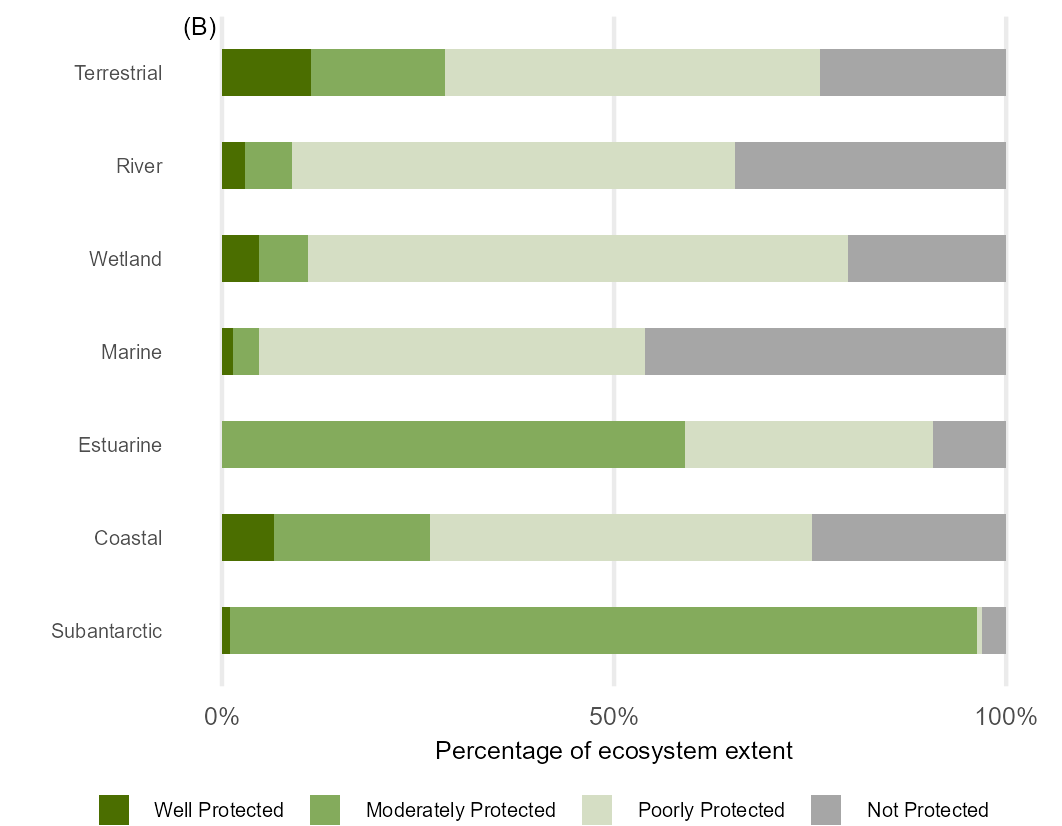 (B)
Terrestrial
River
Wetland
Marine
Estuarine
Coastal
Subantarctic
0% 50% 100%
Percentage of ecosystem extent
Well Protected Moderately Protected Poorly Protected Not Protected